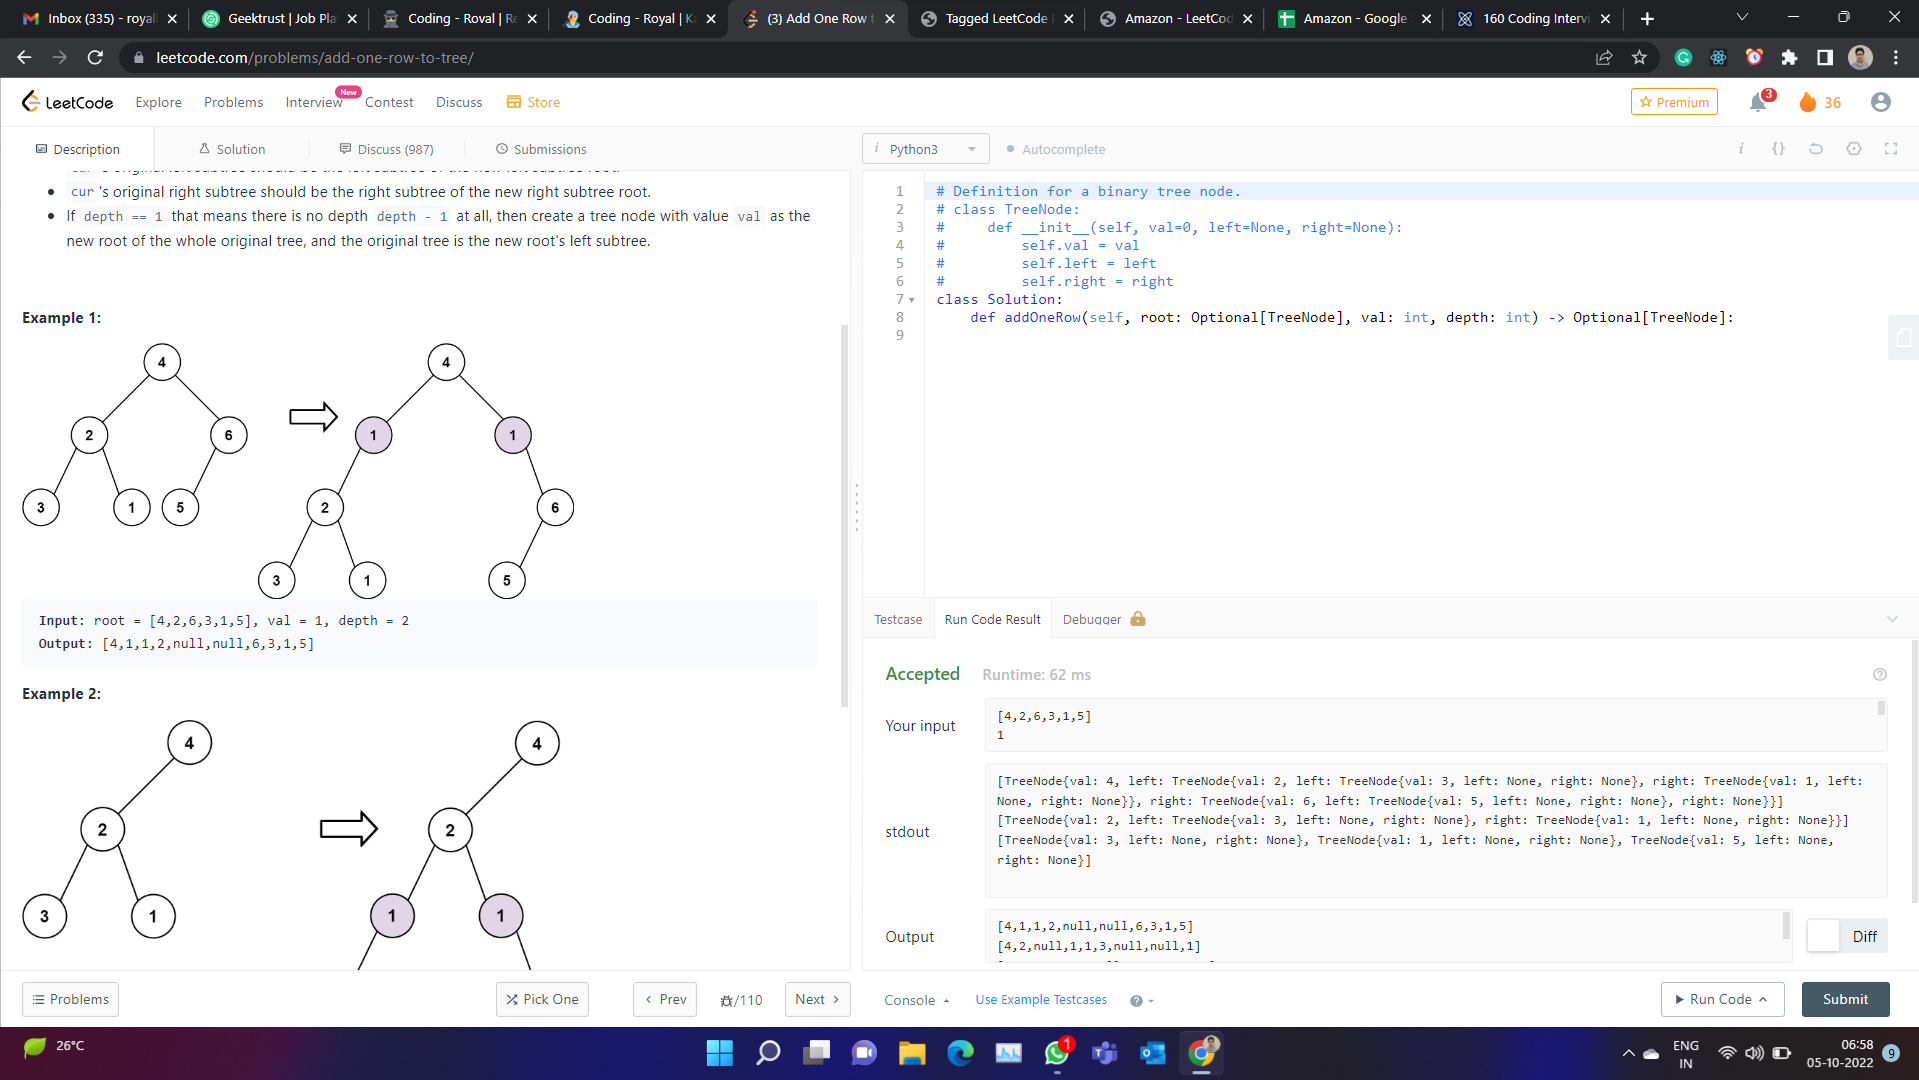 Inbox (335) - royall
Geektrust | Job Pla
Coding - Royal | Re
Coding - Royal | Ka
(3) Add One Row t
Tagged LeetCode
Amazon - LeetCod
Amazon - Google
160 Coding Intervi
leetcode.com/problems/add-one-row-to-tree/
LeetCode Explore Problems Interview New Contest Discuss Store
Premium 3 36
Description Solution Discuss (987) Submissions
i Python3 Autocomplete i {}
cur 's original right subtree should be the right subtree of the new right subtree root.
If depth == 1 that means there is no depth depth - 1 at all, then create a tree node with value val as the
new root of the whole original tree, and the original tree is the new root's left subtree.
Example 1:
4 4
2 6 1 1
3 1 5 2 6
3 1 5
Input: root = [4,2,6,3,1,5], val = 1, depth = 2
Output: [4,1,1,2,null,null,6,3,1,5]
Example 2:
4 4
2 2
3 1 1 1
1 # Definition for a binary tree node.
2 # class TreeNode:
3 #     def __init__(self, val=0, left=None, right=None):
4 #         self.val = val
5 #         self.left = left
6 #         self.right = right
7 class Solution:
8     def addOneRow(self, root: Optional[TreeNode], val: int, depth: int) -> Optional[TreeNode]:
9
Testcase Run Code Result Debugger
Accepted Runtime: 62 ms
Your input
[4,2,6,3,1,5]
1
stdout
[TreeNode{val: 4, left: TreeNode{val: 2, left: TreeNode{val: 3, left: None, right: None}, right: TreeNode{val: 1, left:
None, right: None}}, right: TreeNode{val: 6, left: TreeNode{val: 5, left: None, right: None}, right: None}}]
[TreeNode{val: 2, left: TreeNode{val: 3, left: None, right: None}, right: TreeNode{val: 1, left: None, right: None}}]
[TreeNode{val: 3, left: None, right: None}, TreeNode{val: 1, left: None, right: None}, TreeNode{val: 5, left: None,
right: None}]
Output
[4,1,1,2,null,null,6,3,1,5]
[4,2,null,1,1,3,null,null,1]
Diff
Problems Pick One Prev /110 Next
Console Use Example Testcases Run Code Submit
26°C
1
ENG
IN
06:58
05-10-2022
9